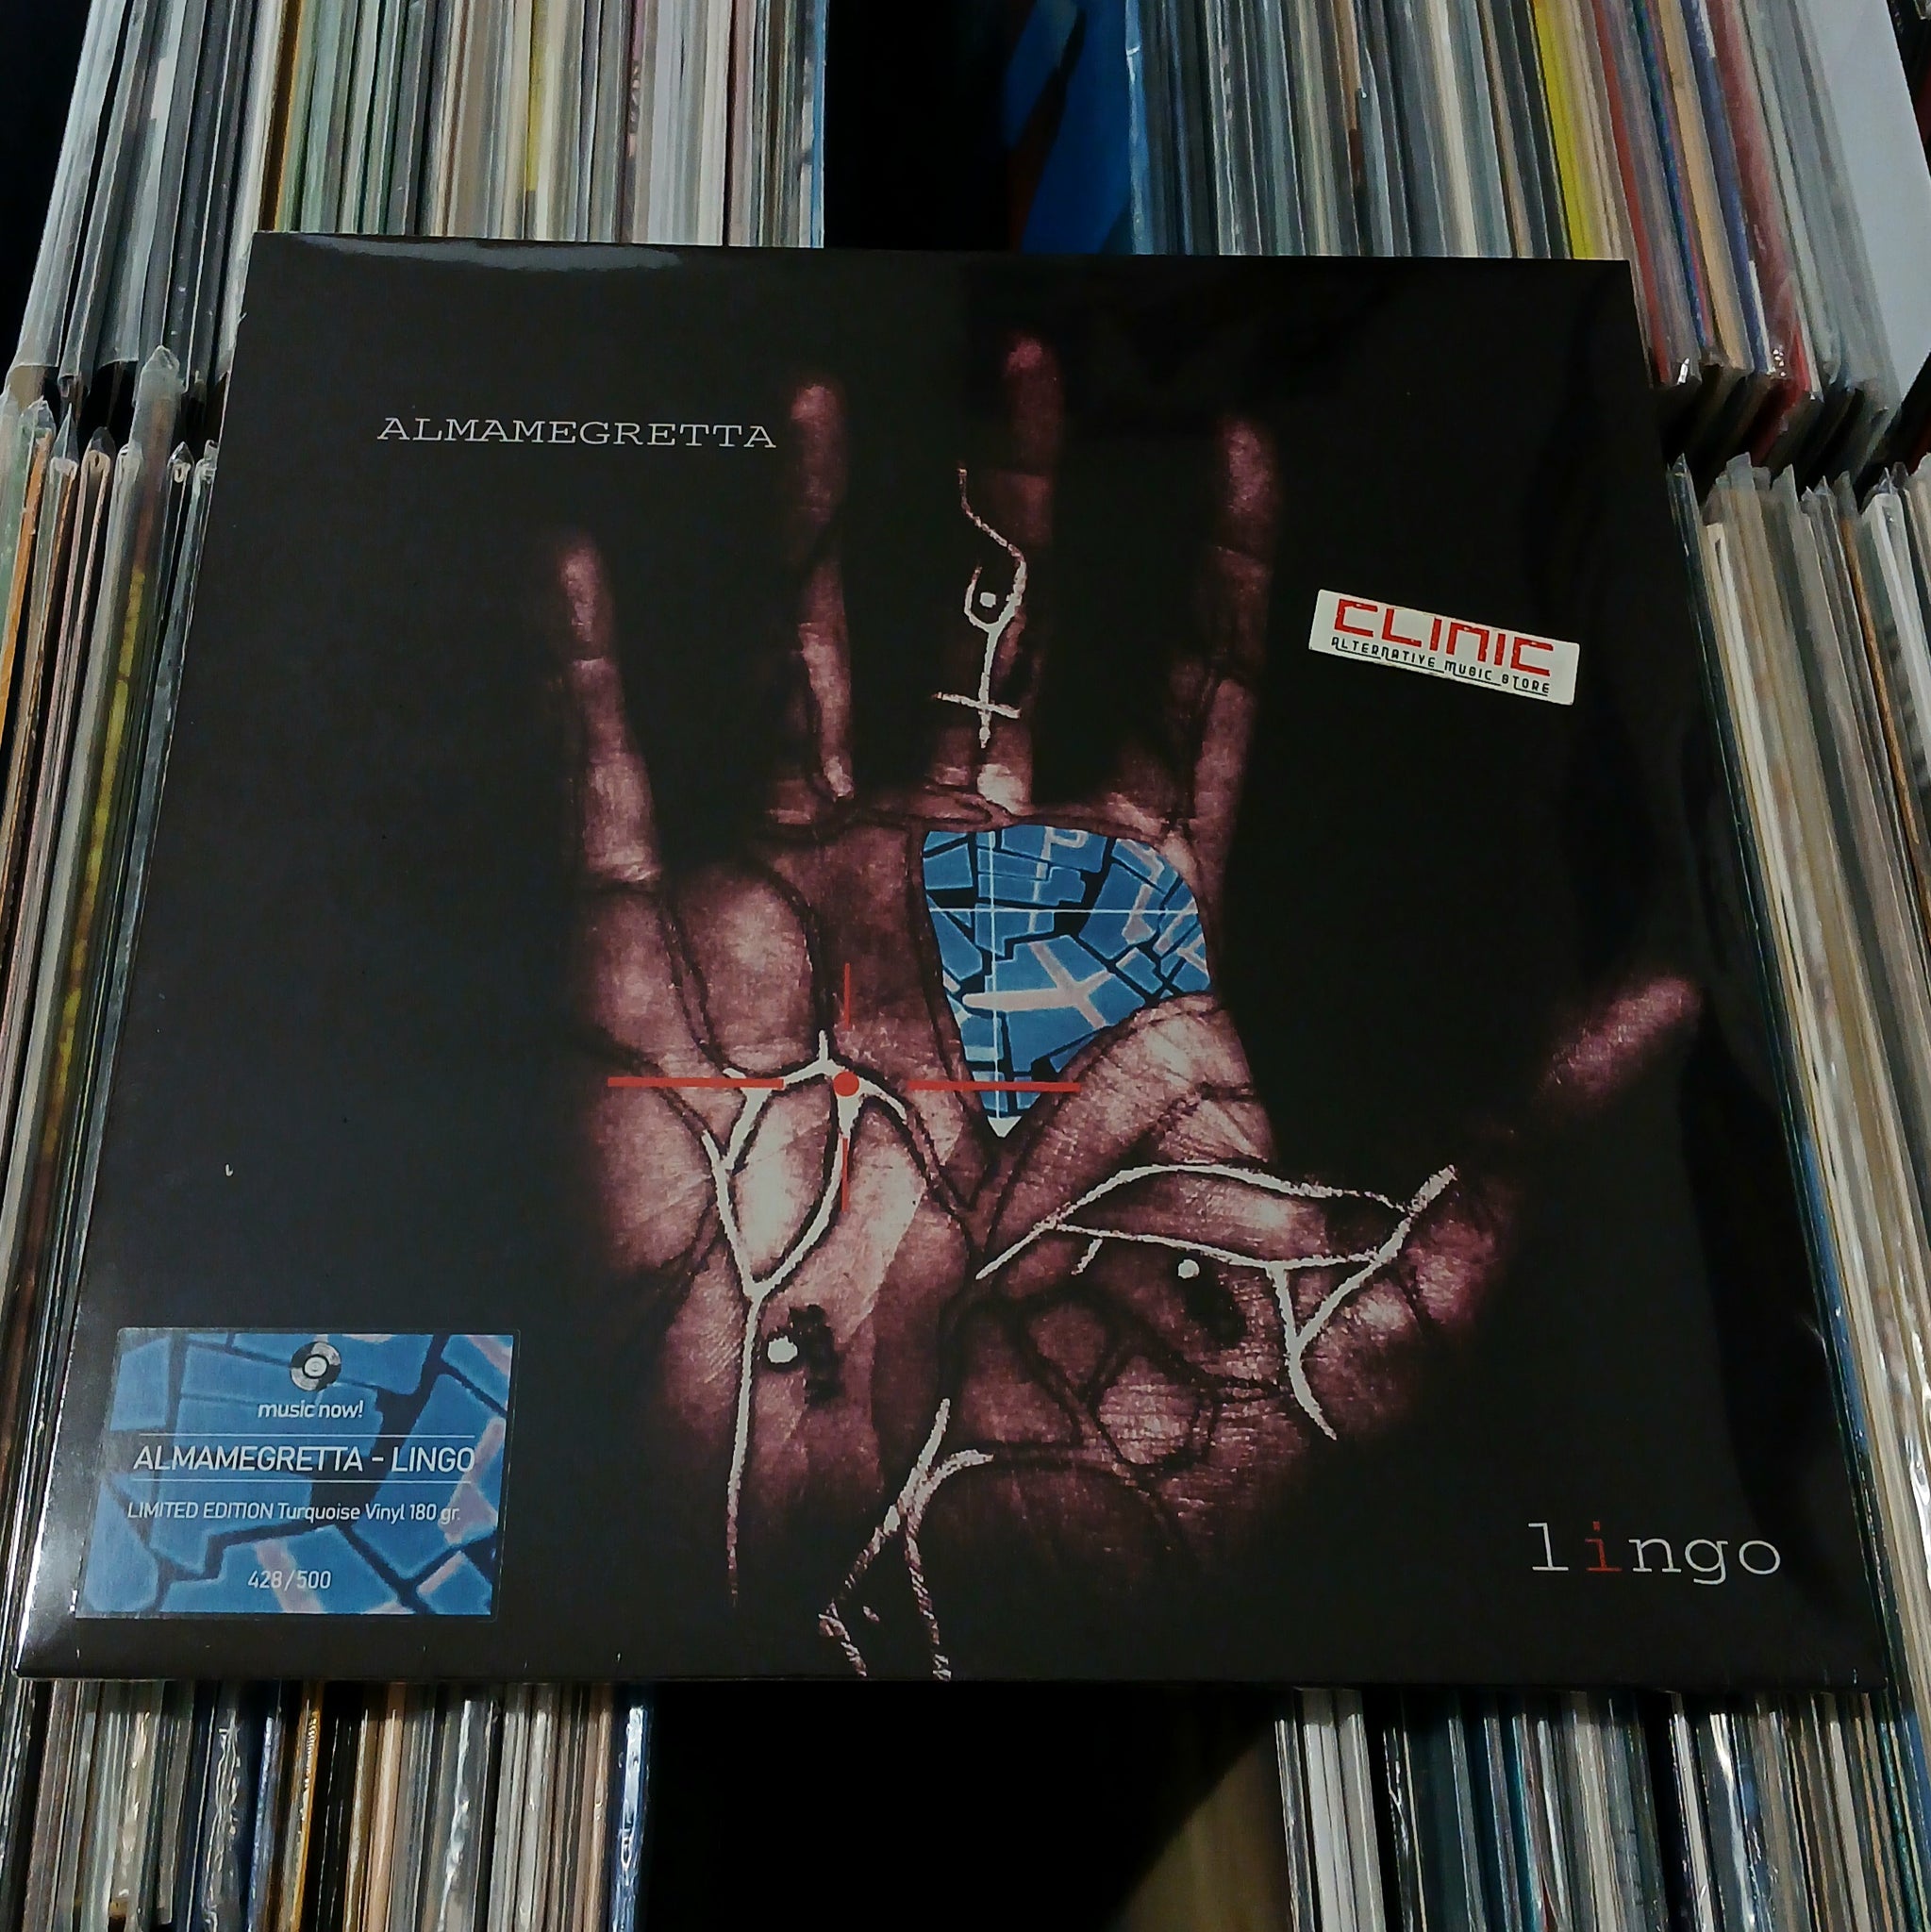 ALMAMEGRETTA
CLINIC
ALTERNATIVE MUSIC STORE
music now!
ALMAMEGRETTA - LINGO
LIMITED EDITION Turquoise Vinyl 180 gr.
428/500
lingo